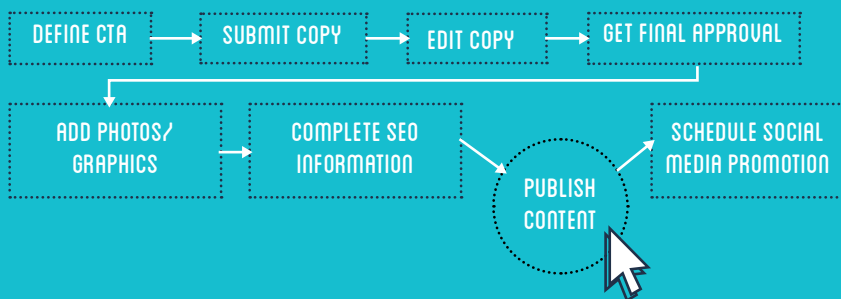 DEFINE CTA
SUBMIT COPY
EDIT COPY
GET FINAL APPROVAL
ADD PHOTOS/
GRAPHICS
COMPLETE SEO
INFORMATION
PUBLISH
CONTENT
SCHEDULE SOCIAL
MEDIA PROMOTION